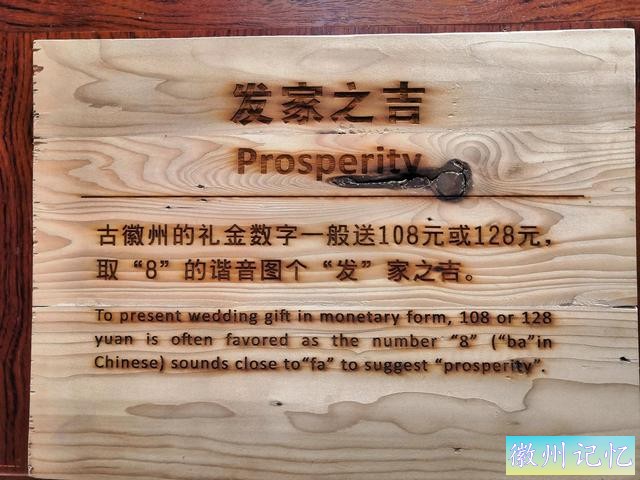 发家之吉
Prosperity
古徽州的礼金数字一般送108元或128元，
取“8”的谐音图个“发”家之吉。
To present wedding gift in monetary form, 108 or 128
yuan is often favored as the number “8” (“ba”in
Chinese) sounds close to“fa” to suggest “prosperity”.
徽州记忆